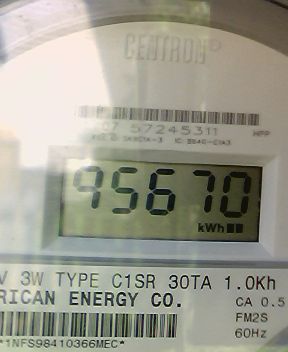 CENTRON®
07 57245311
95670
kWh
V 3W TYPE C1SR 30TA 1.0Kh
RICAN ENERGY CO.
CA 0.5
FM2S
60Hz
*1NFS98410366MEC*